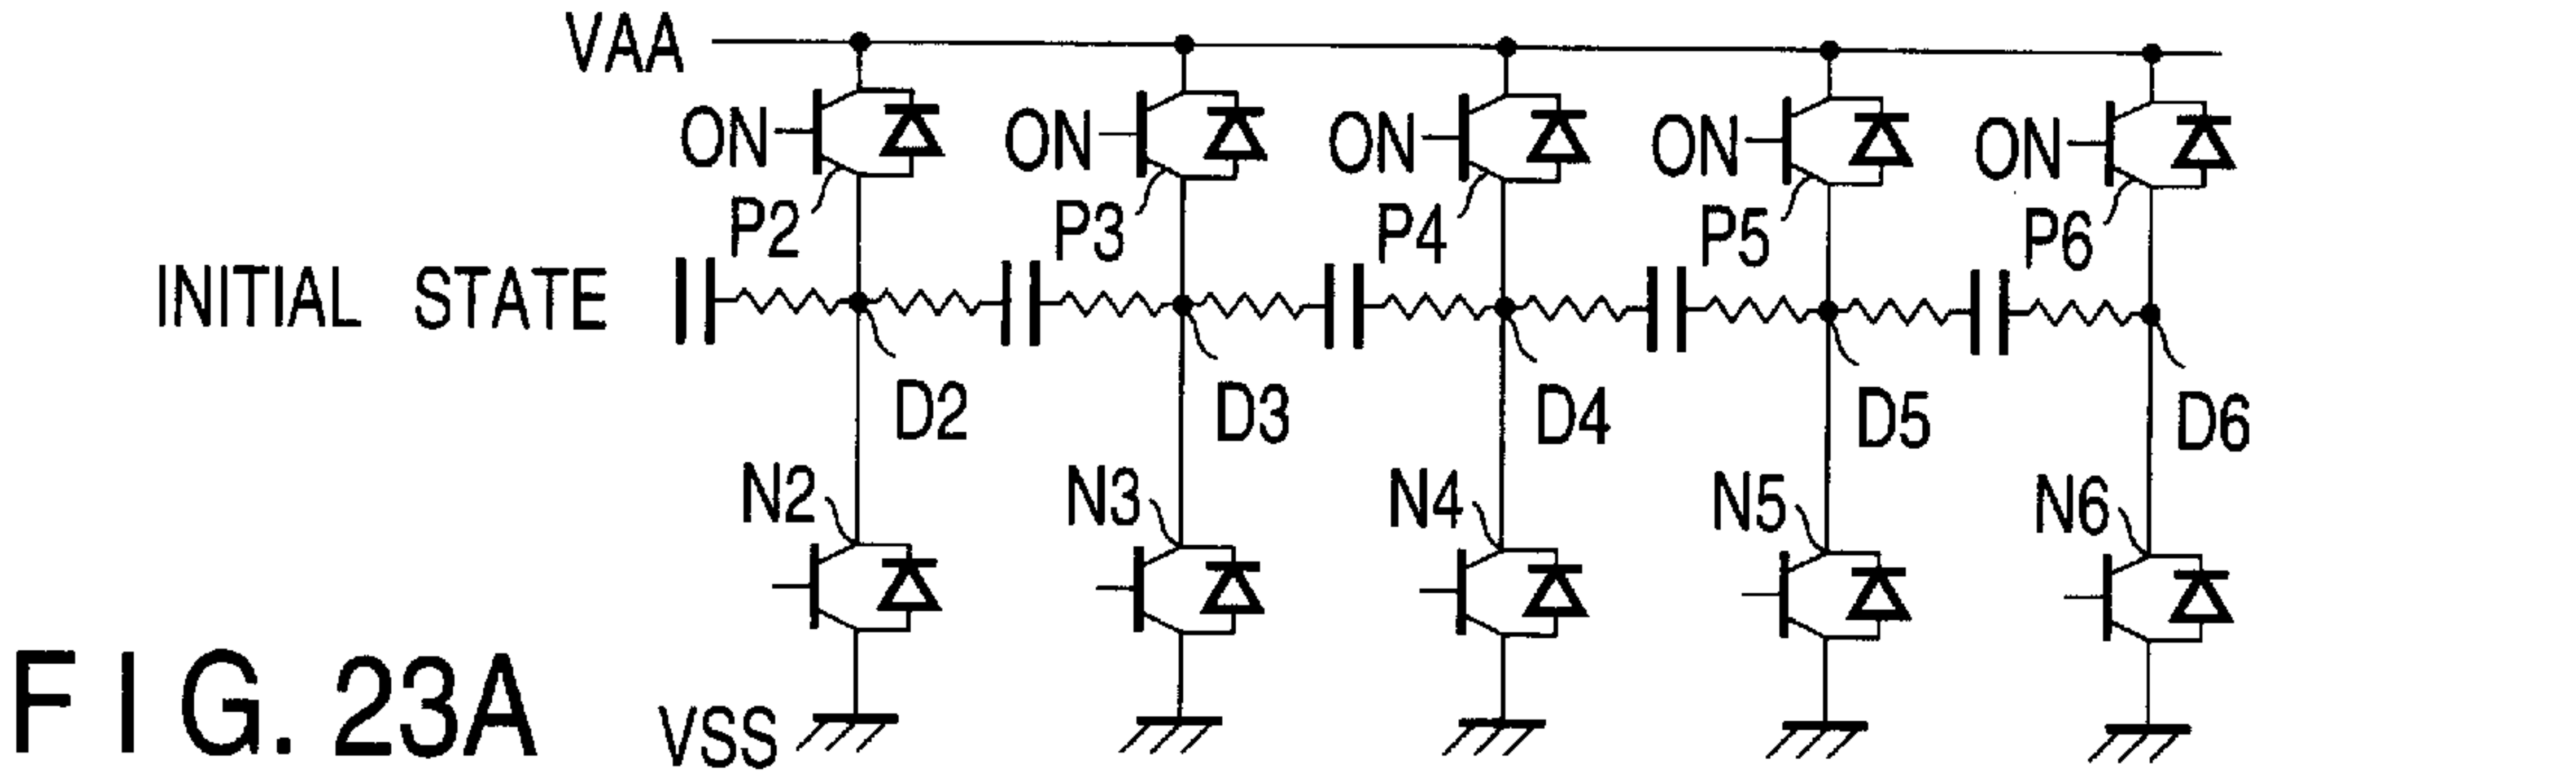 VAA
ON ON ON ON ON
P2 P3 P4 P5 P6
INITIAL STATE
D2 D3 D4 D5 D6
N2 N3 N4 N5 N6
FIG. 23A
VSS